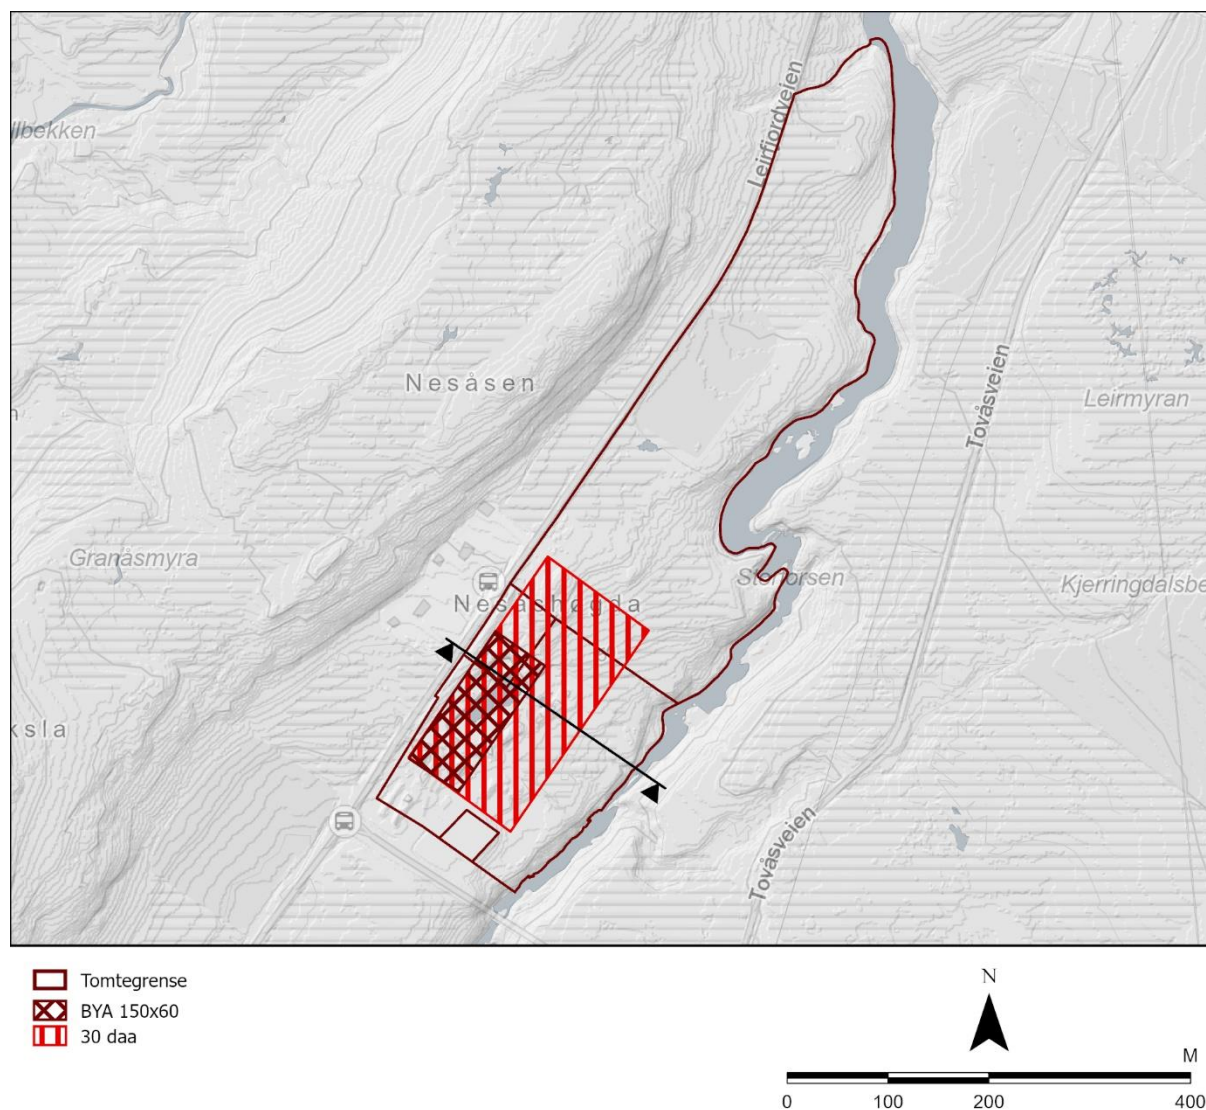 llbekken
Leirfjordveien
Nesåsen
Tovåsveien
Leirmyran
Granåsmyra
Nesåshøgda
Storforsen
Kjerringdalsbe
ksla
Tovåsveien
Tomtegrense
BYA 150x60
30 daa
N
M
0 100 200 400